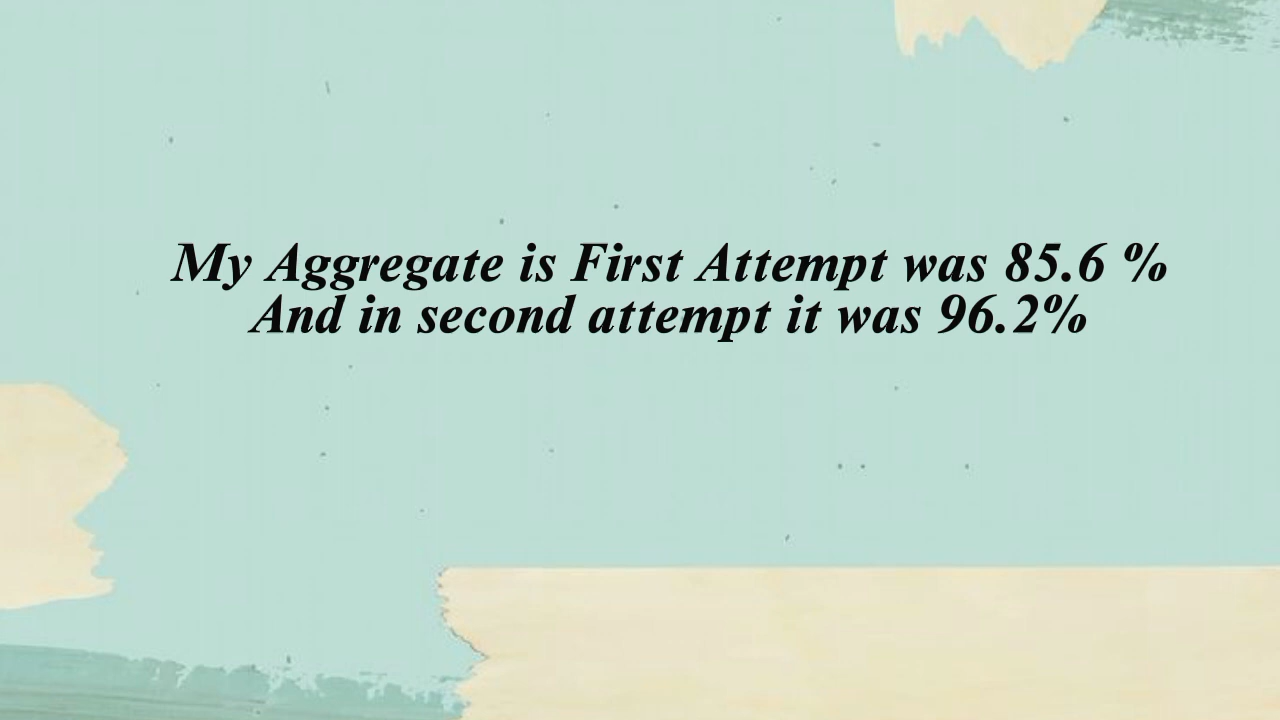 My Aggregate is First Attempt was 85.6 %
And in second attempt it was 96.2%